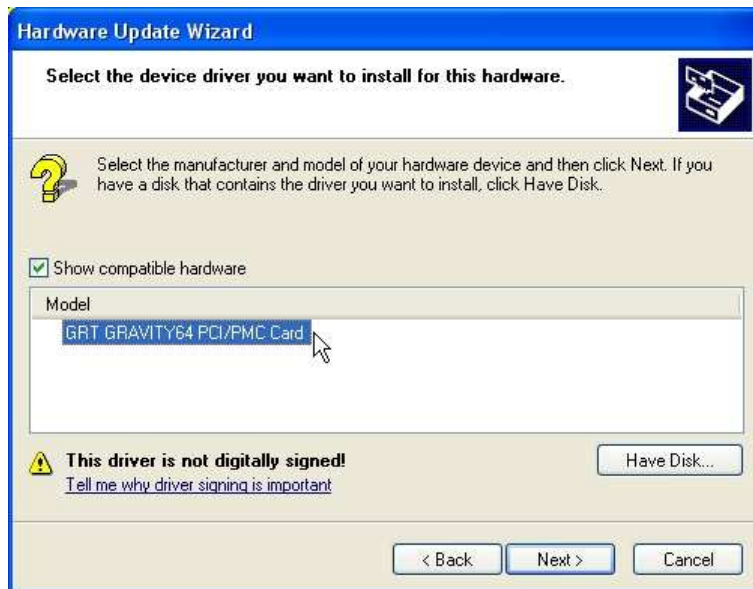 Hardware Update Wizard
Select the device driver you want to install for this hardware.
Select the manufacturer and model of your hardware device and then click Next. If you
have a disk that contains the driver you want to install, click Have Disk.
Show compatible hardware
Model
GRT GRAVITY64 PCI/PMC Card
This driver is not digitally signed!
Have Disk...
Tell me why driver signing is important
< Back
Next >
Cancel